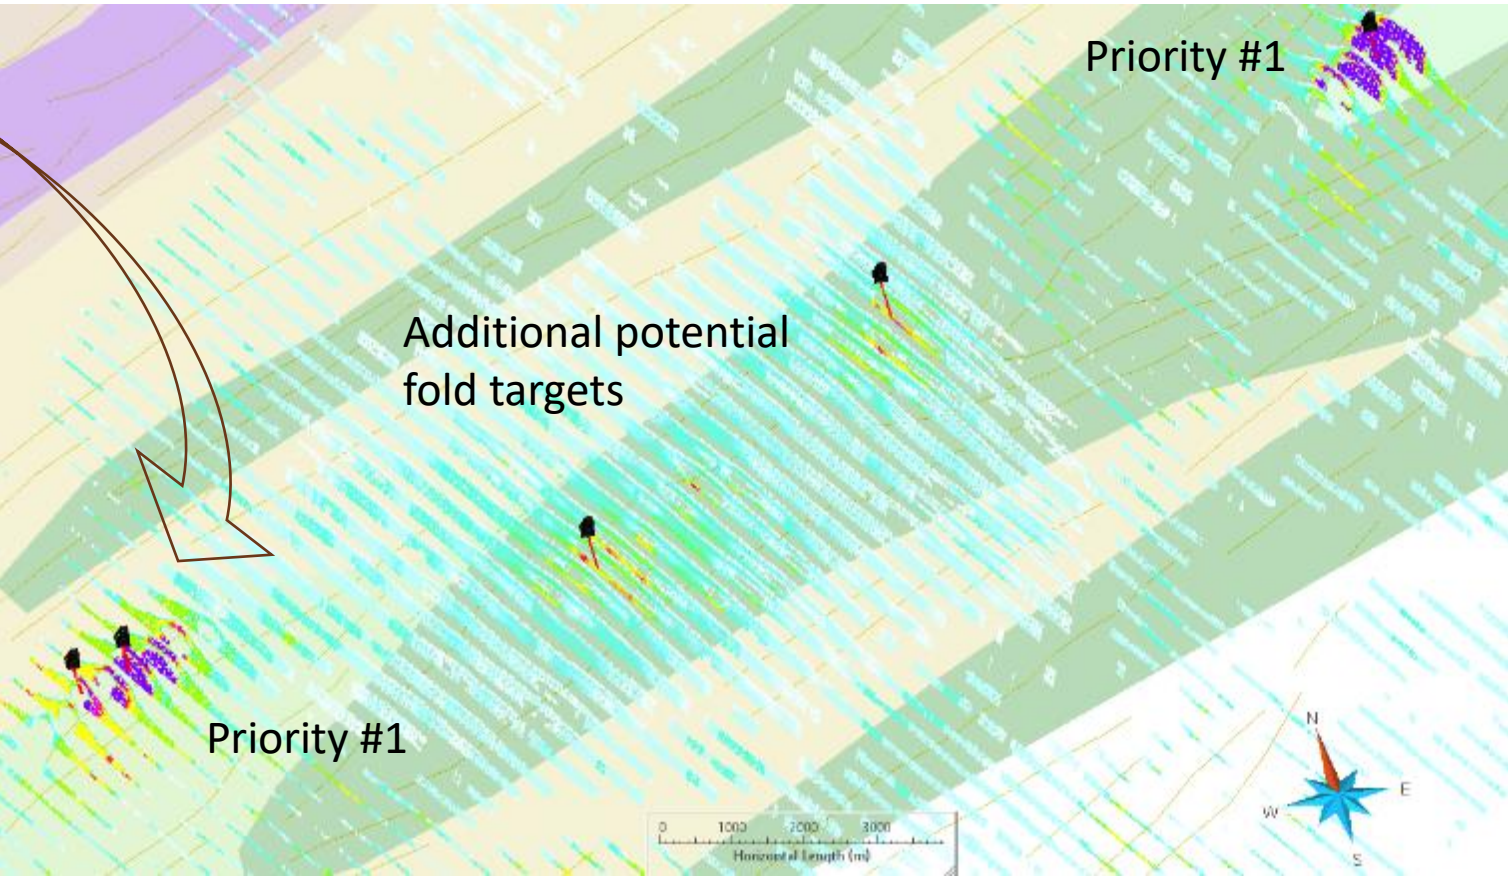 Priority #1
Additional potential
fold targets
Priority #1
N
E
W
S
0 1000 2000 3000
Horizontal Length (m)